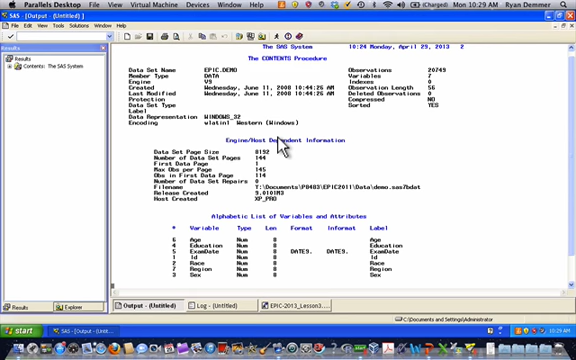 Parallels Desktop File Edit View Virtual Machine Devices Window Help (Charged) Mon 10:29 AM Ryan Demmer
SAS - [Output - (Untitled)]
File Edit View Tools Solutions Window Help
Results
Results
Contents: The SAS System
The SAS System 10:24 Monday, April 29, 2013 2
The CONTENTS Procedure
Data Set Name EPIC.DEMO Observations 20749
Member Type DATA Variables 7
Engine V9 Indexes 0
Created Wednesday, June 11, 2008 10:44:26 AM Observation Length 56
Last Modified Wednesday, June 11, 2008 10:44:26 AM Deleted Observations 0
Protection Compressed NO
Data Set Type Sorted YES
Label
Data Representation WINDOWS_32
Encoding wlatin1 Western (Windows)
Engine/Host Dependent Information
Data Set Page Size 8192
Number of Data Set Pages 144
First Data Page 1
Max Obs per Page 145
Obs in First Data Page 114
Number of Data Set Repairs 0
Filename T:\Documents\P8483\EPIC2011\Data\demo.sas7bdat
Release Created 9.0101M3
Host Created XP_PRO
Alphabetic List of Variables and Attributes
# Variable Type Len Format Informat Label
6 Age Num 8 Age
4 Education Num 8 Education
5 ExamDate Num 8 DATE9. DATE9. ExamDate
1 Id Num 8 Id
2 Race Num 8 Race
7 Region Num 8 Region
3 Sex Num 8 Sex
Results Explorer Output - (Untitled) Log - (Untitled) EPIC-2013_Lesson3...
C:\Documents and Settings\Administrator
start SAS - [Output - (Untit... 10:29 AM